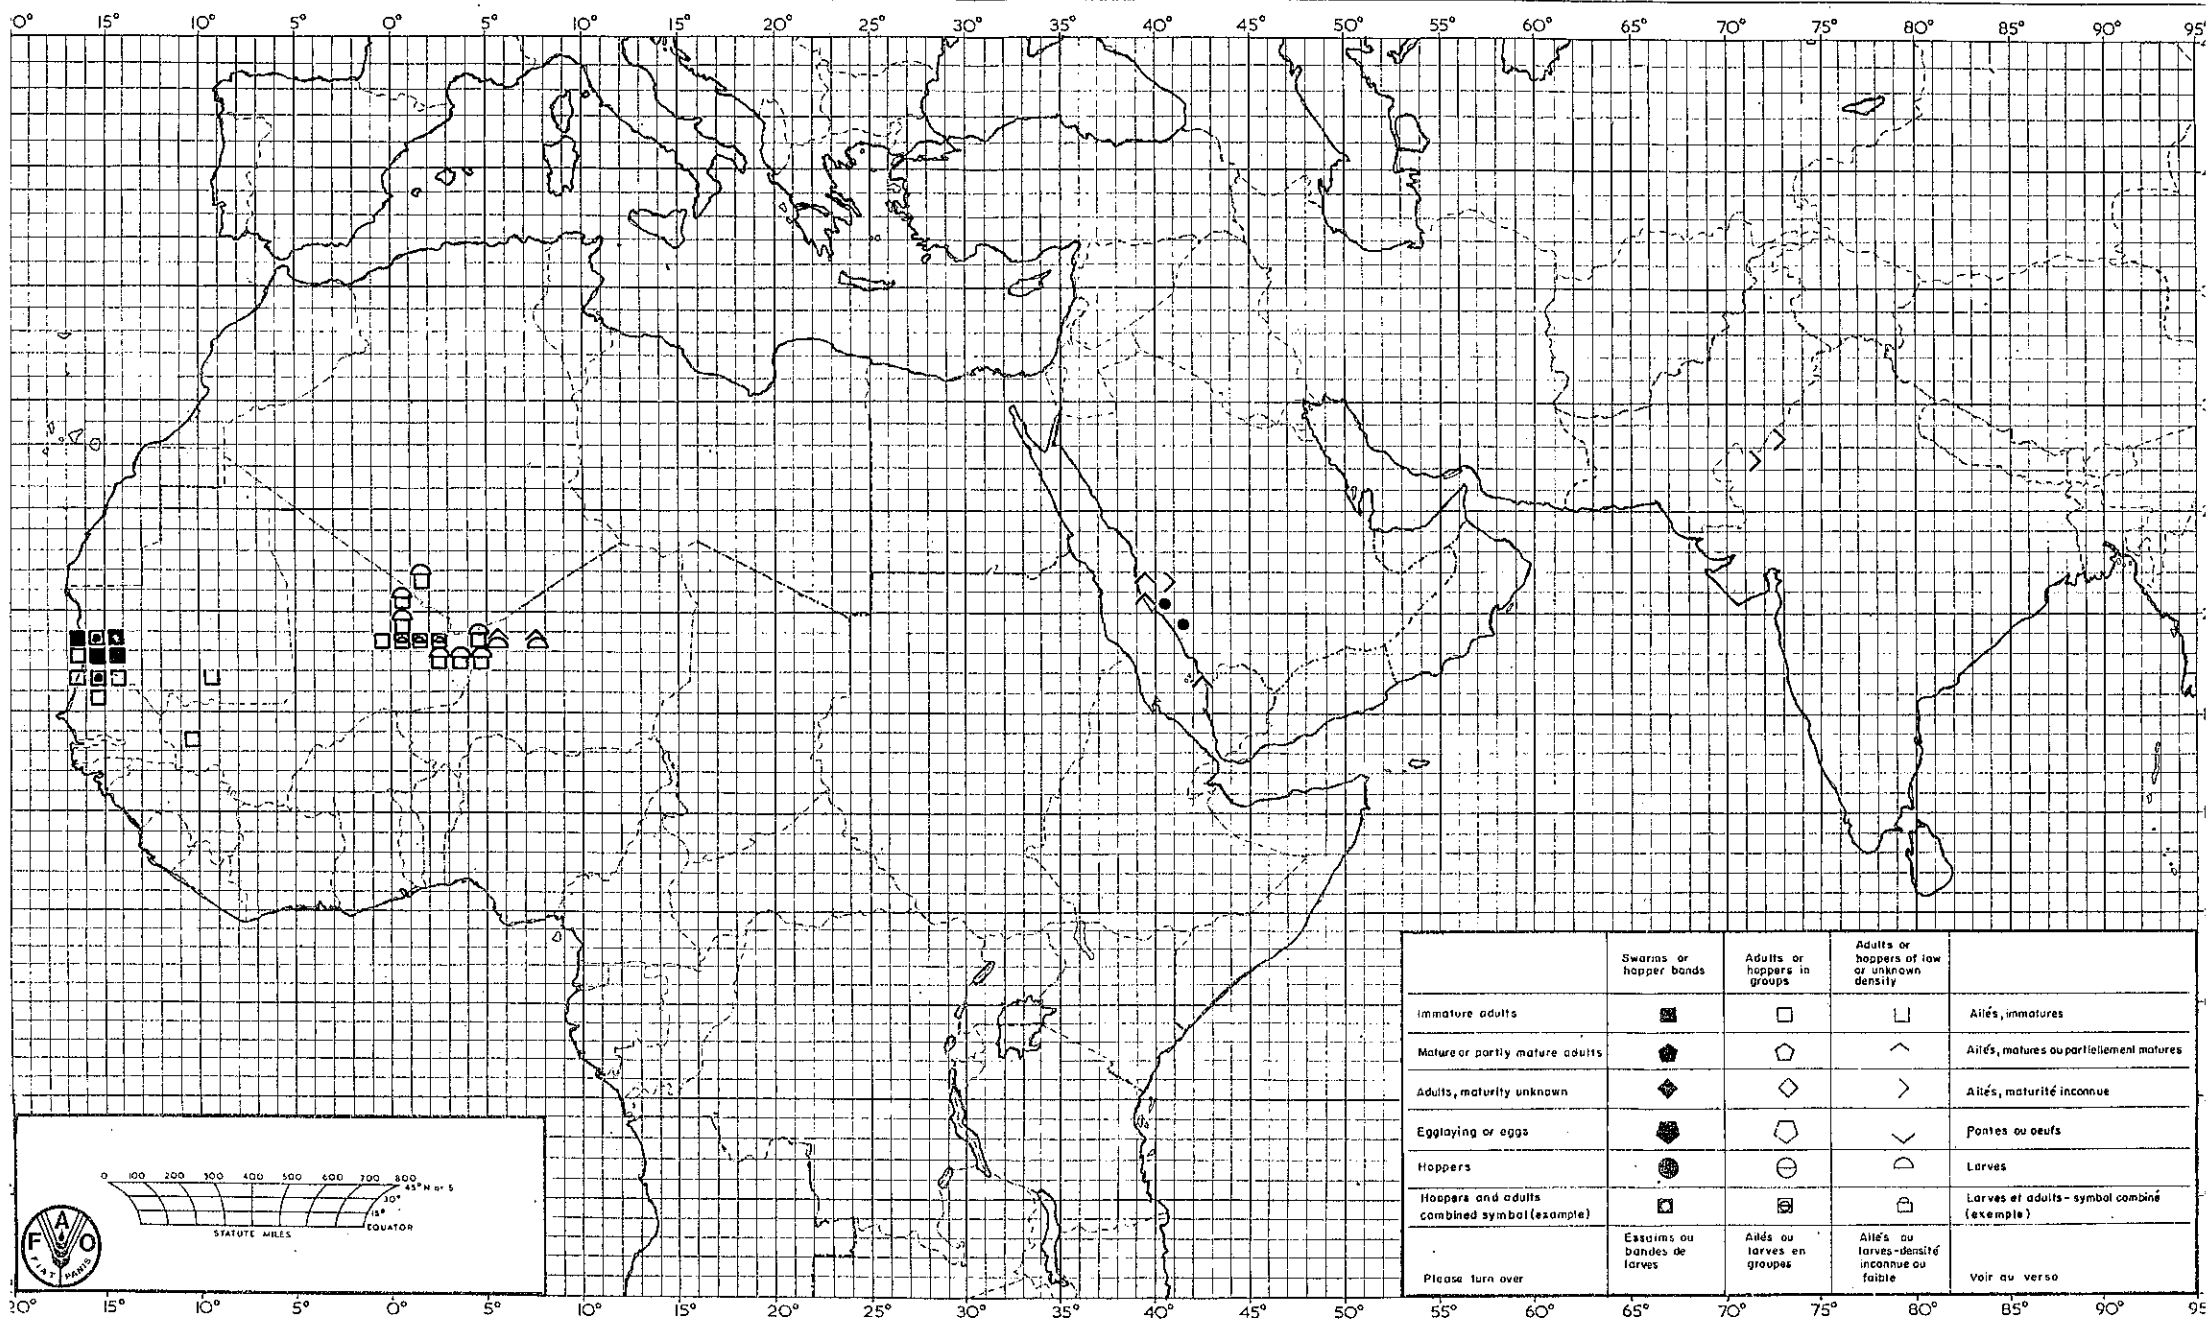 20° 15° 10° 0° 5° 0° 5° 10° 15° 20° 25° 30° 35° 40° 45° 50° 55° 60° 65° 70° 75° 80° 85° 90° 95°
Swarms or hopper bands
Adults or hoppers in groups
Adults or hoppers of low or unknown density
Immature adults
Ailés, immatures
Mature or partly mature adults
Ailés, matures ou partiellement matures
Adults, maturity unknown
Ailés, maturité inconnue
Egglaying or eggs
Pontes ou oeufs
Hoppers
Larves
Hoppers and adults combined symbol (example)
Larves et adults - symbol combiné (exemple)
Essaims ou bandes de larves
Ailés ou larves en groupes
Ailés ou larves-densité inconnue ou faible
Please turn over
Voir au verso
0 100 200 300 400 500 600 700 800
45° N or S
30°
15°
EQUATOR
STATUTE MILES
F A O
FIAT PANIS
20° 15° 10° 5° 0° 5° 10° 15° 20° 25° 30° 35° 40° 45° 50° 55° 60° 65° 70° 75° 80° 85° 90° 95